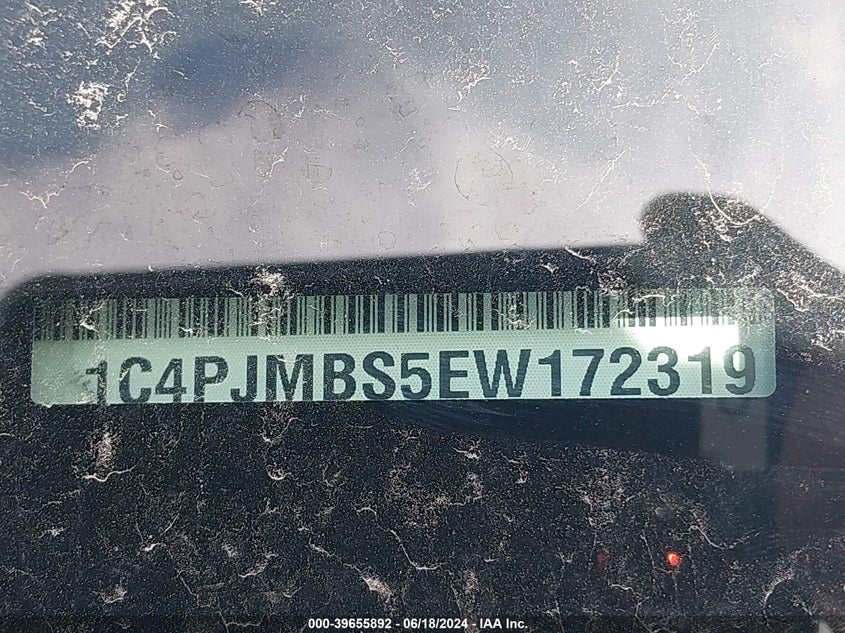 1C4PJMBS5EW172319
000-39655892 - 06/18/2024 - IAA Inc.